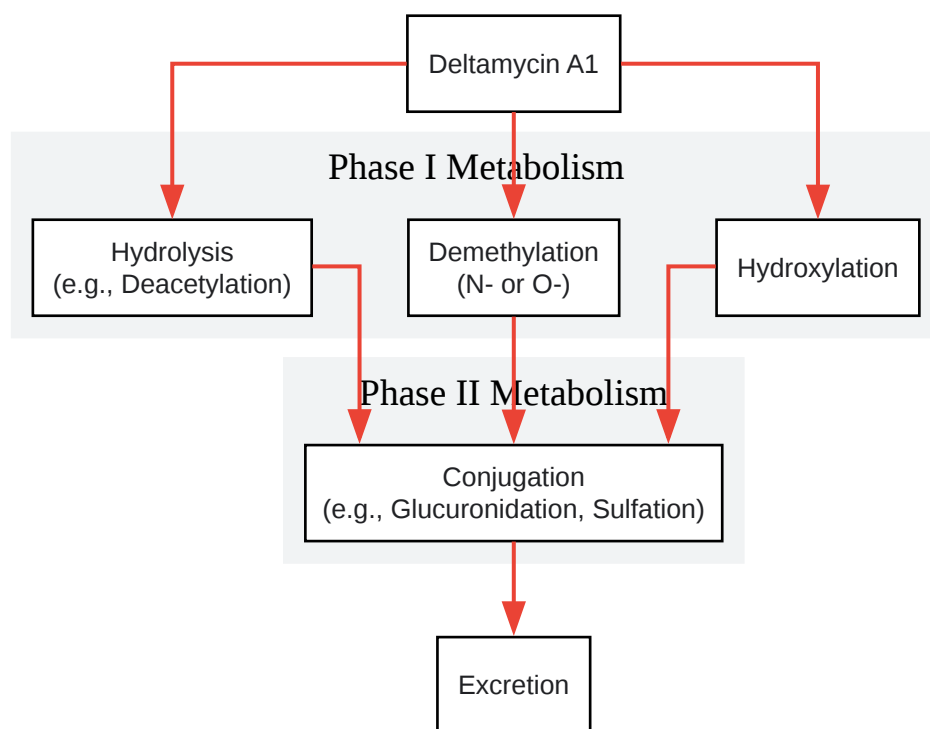 Deltamycin A1
Phase I Metabolism
Hydrolysis
(e.g., Deacetylation)
Demethylation
(N- or O-)
Hydroxylation
Phase II Metabolism
Conjugation
(e.g., Glucuronidation, Sulfation)
Excretion